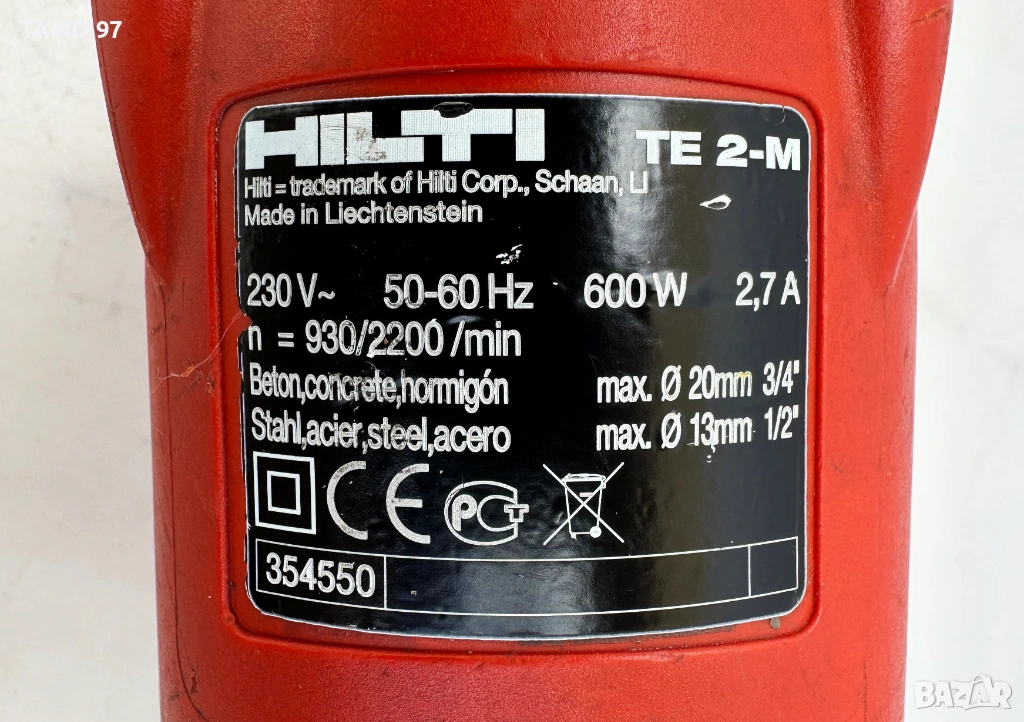 97
HILTI TE 2-M
Hilti = trademark of Hilti Corp., Schaan, LI
Made in Liechtenstein
230 V~ 50-60 Hz 600 W 2,7 A
n = 930/2200 /min
Beton,concrete,hormigón max. Ø 20mm 3/4"
Stahl,acier,steel,acero max. Ø 13mm 1/2"
CE PCT
354550
BAZAR